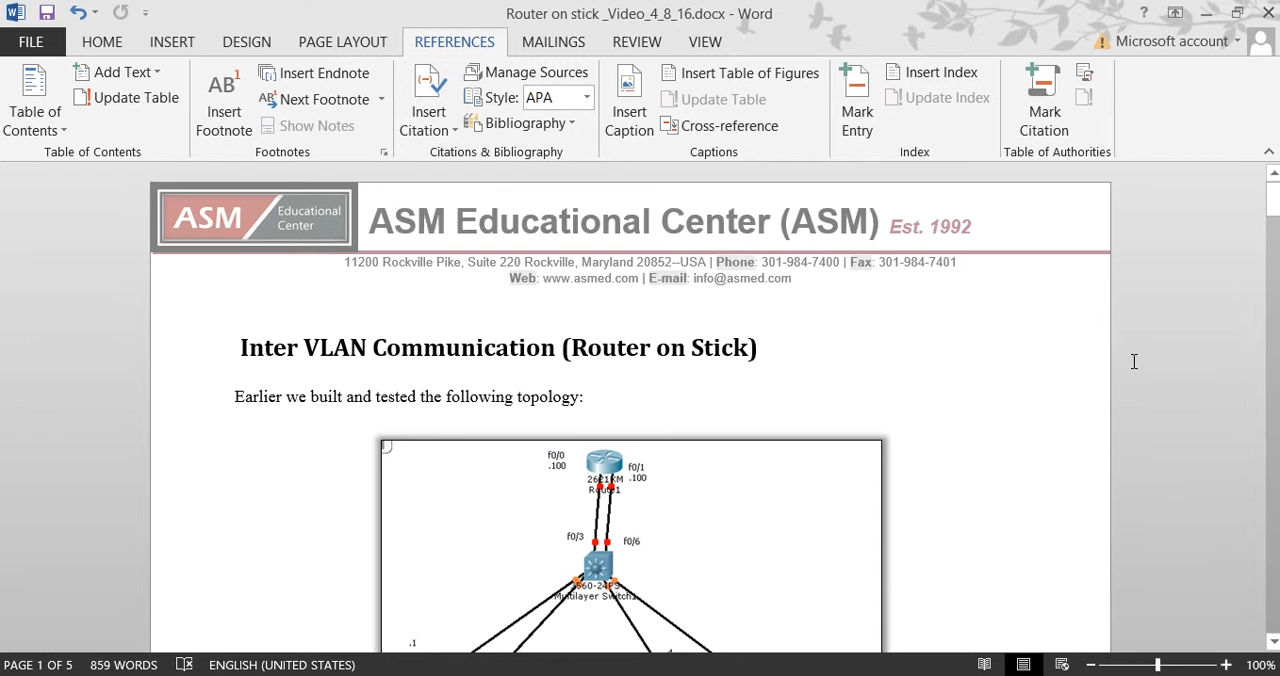 Router on stick _Video_4_8_16.docx - Word
FILE HOME INSERT DESIGN PAGE LAYOUT REFERENCES MAILINGS REVIEW VIEW Microsoft account
Table of Contents
Add Text
Update Table
Table of Contents
AB1
Insert Footnote
Insert Endnote
Next Footnote
Show Notes
Footnotes
Insert Citation
Manage Sources
Style: APA
Bibliography
Citations & Bibliography
Insert Caption
Insert Table of Figures
Update Table
Cross-reference
Captions
Mark Entry
Insert Index
Update Index
Index
Mark Citation
Table of Authorities
ASM Educational Center
ASM Educational Center (ASM) Est. 1992
11200 Rockville Pike, Suite 220 Rockville, Maryland 20852--USA | Phone: 301-984-7400 | Fax: 301-984-7401
Web: www.asmed.com | E-mail: info@asmed.com
Inter VLAN Communication (Router on Stick)
Earlier we built and tested the following topology:
f0/0
.100
f0/1
.100
f0/3
f0/6
Multilayer Switch1
.1
PAGE 1 OF 5 859 WORDS ENGLISH (UNITED STATES) 100%